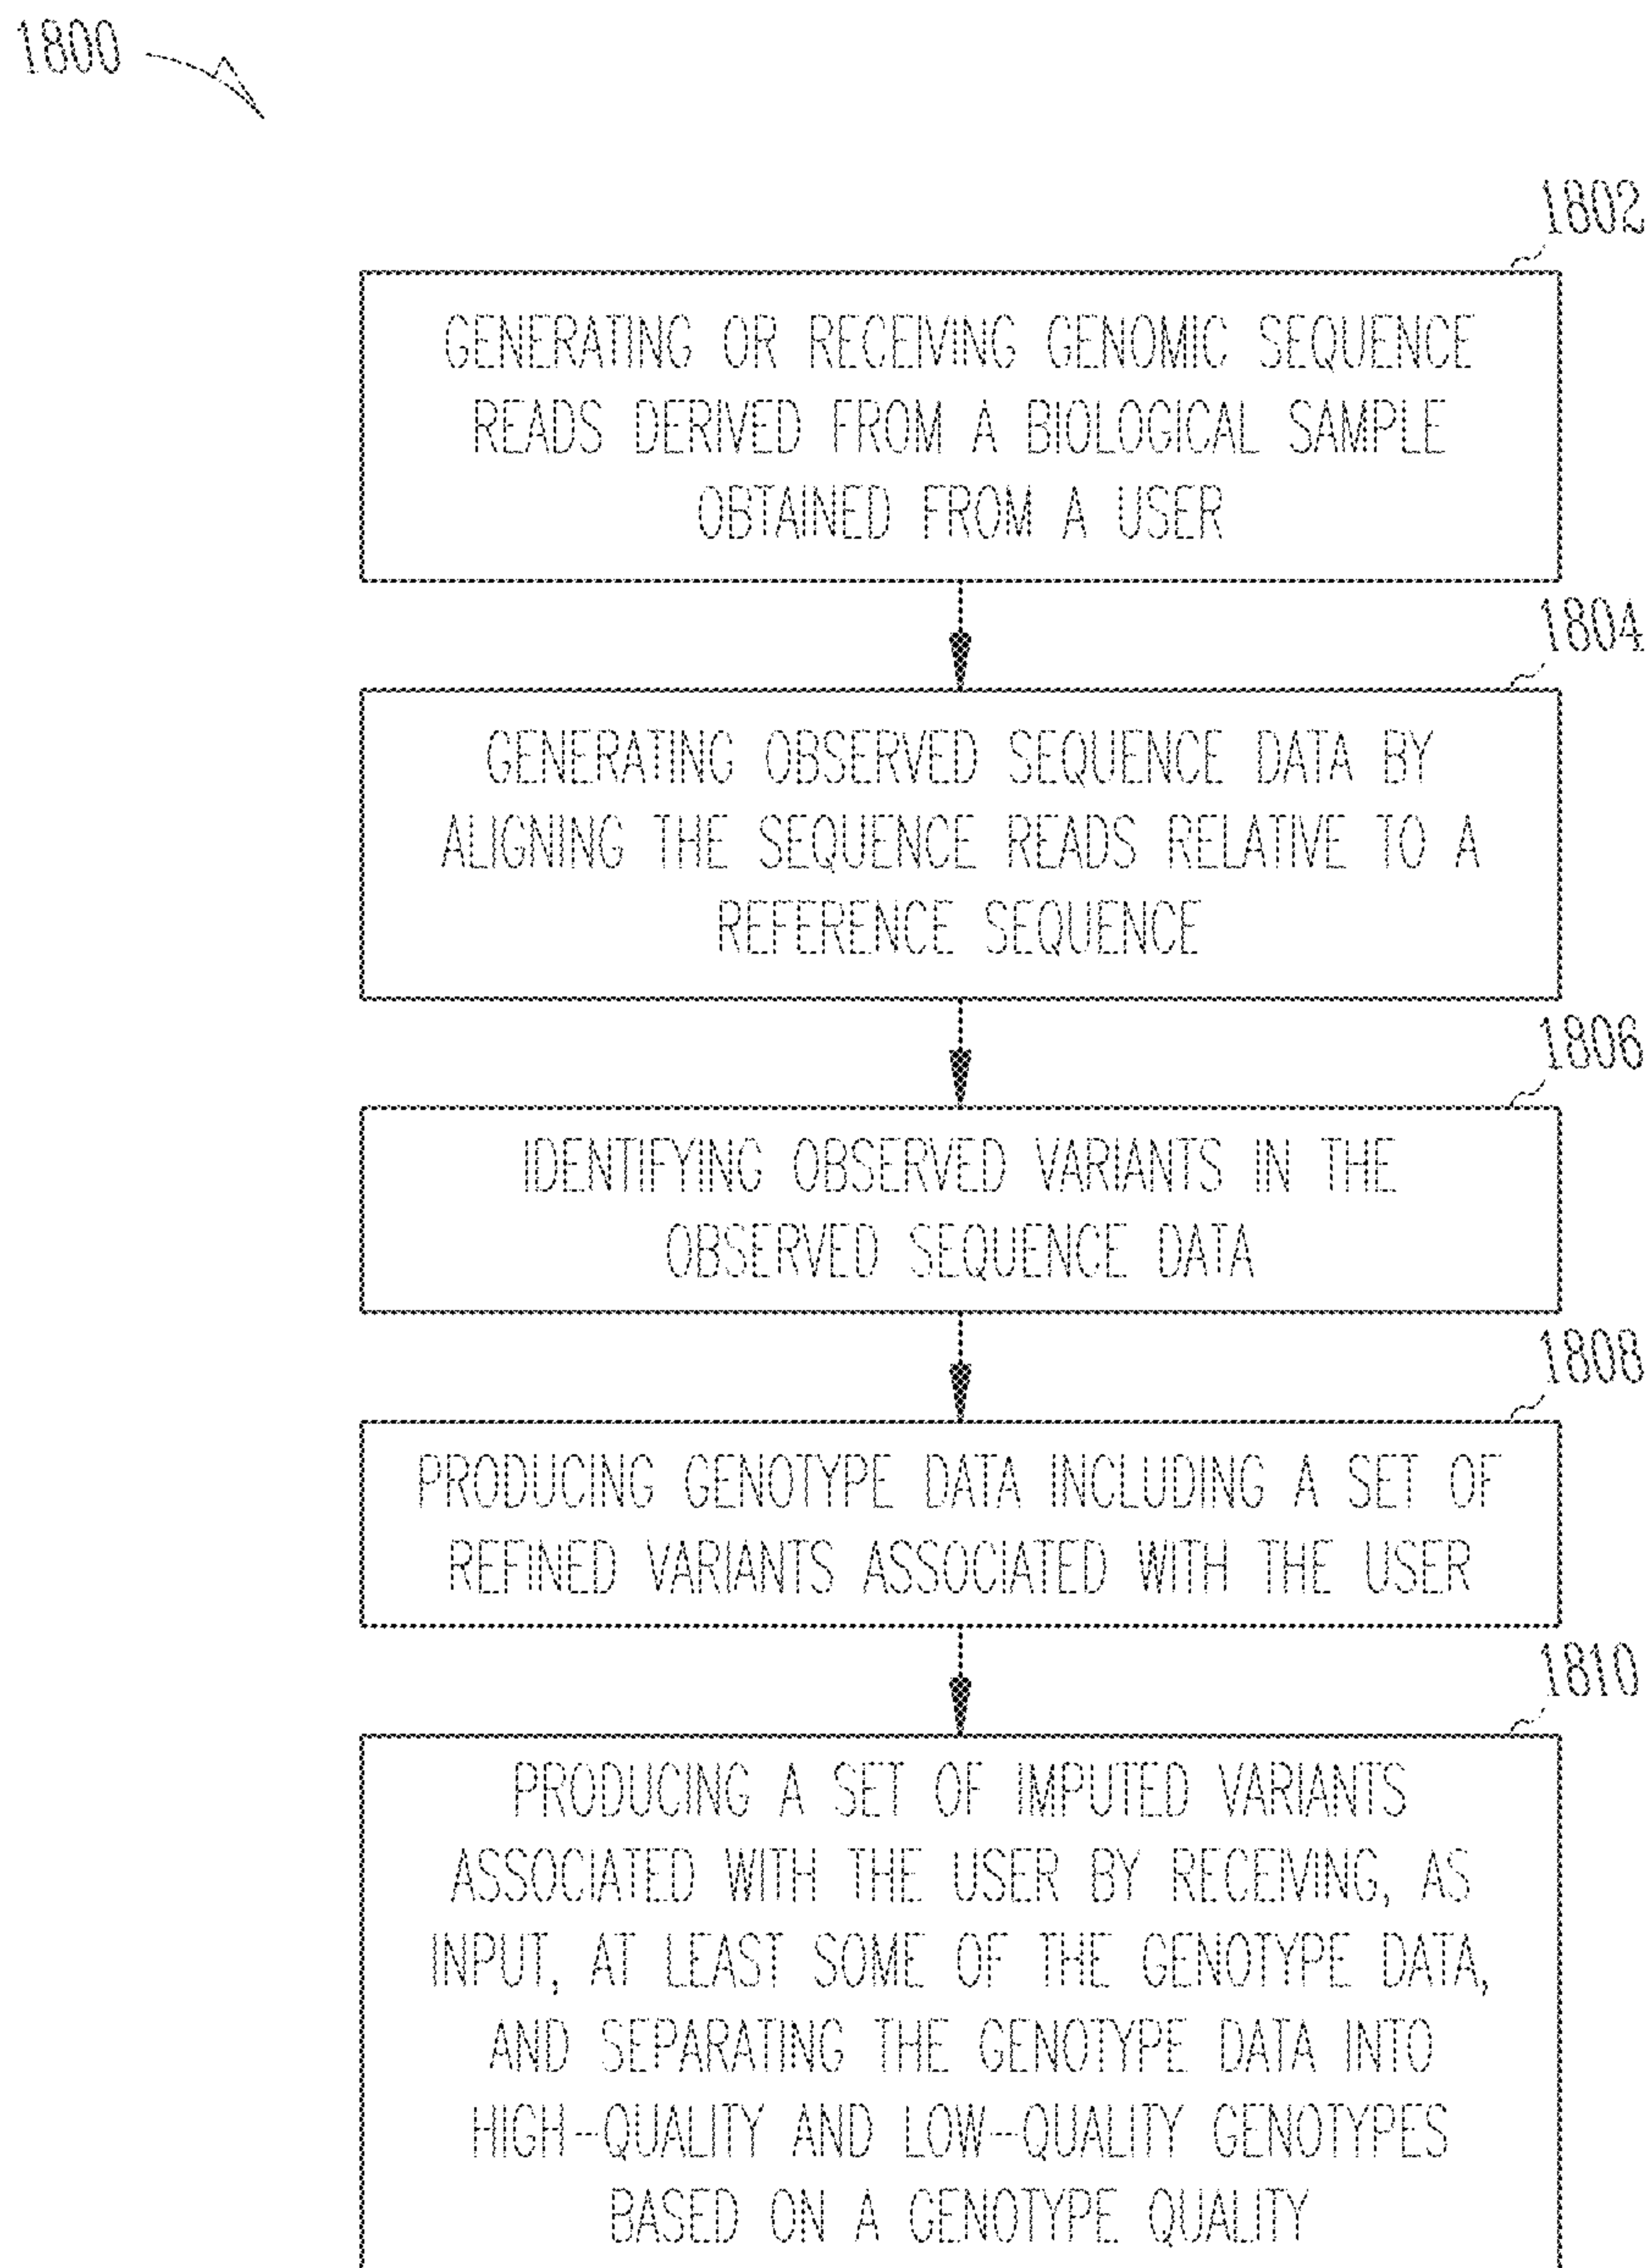 1800
1802
GENERATING OR RECEIVING GENOMIC SEQUENCE
READS DERIVED FROM A BIOLOGICAL SAMPLE
OBTAINED FROM A USER
1804
GENERATING OBSERVED SEQUENCE DATA BY
ALIGNING THE SEQUENCE READS RELATIVE TO A
REFERENCE SEQUENCE
1806
IDENTIFYING OBSERVED VARIANTS IN THE
OBSERVED SEQUENCE DATA
1808
PRODUCING GENOTYPE DATA INCLUDING A SET OF
REFINED VARIANTS ASSOCIATED WITH THE USER
1810
PRODUCING A SET OF IMPUTED VARIANTS
ASSOCIATED WITH THE USER BY RECEIVING, AS
INPUT, AT LEAST SOME OF THE GENOTYPE DATA,
AND SEPARATING THE GENOTYPE DATA INTO
HIGH-QUALITY AND LOW-QUALITY GENOTYPES
BASED ON A GENOTYPE QUALITY